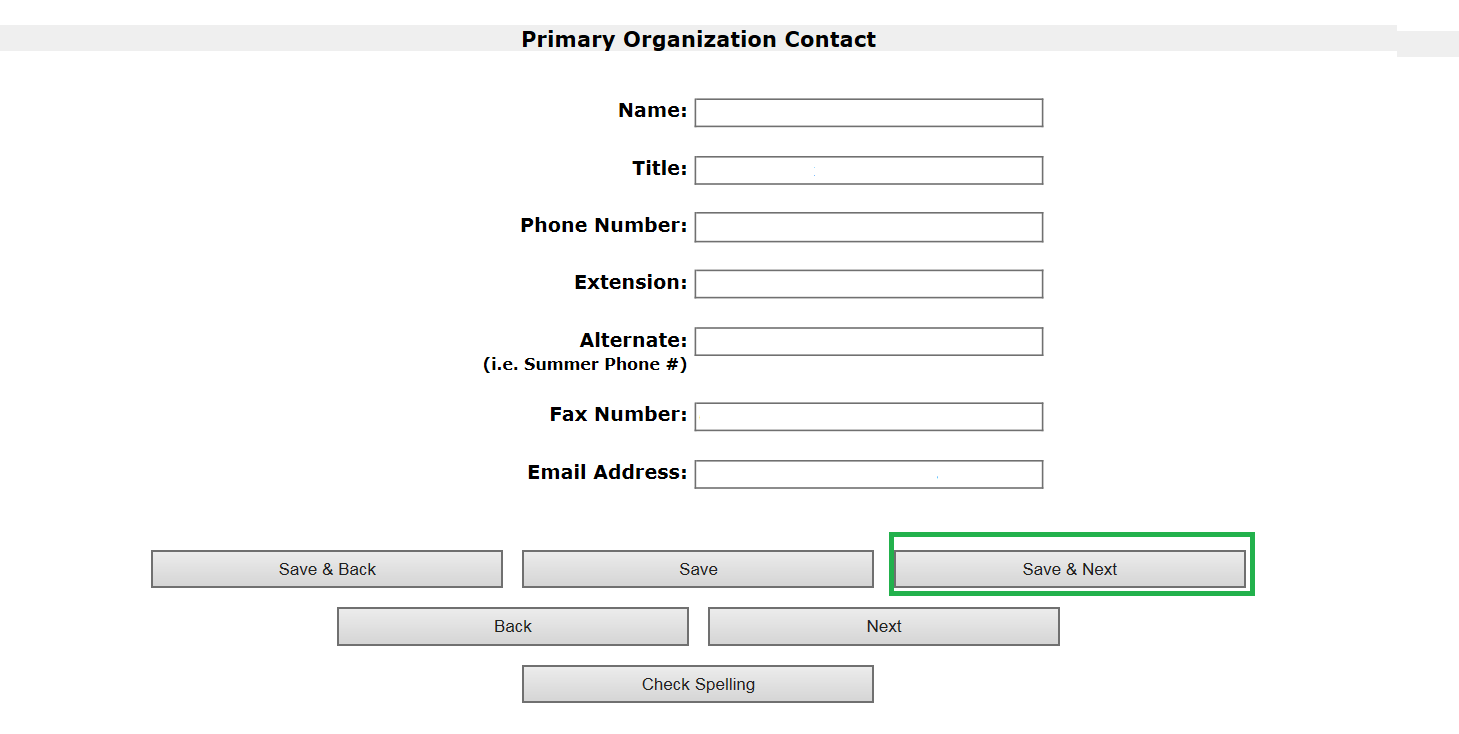 Primary Organization Contact
Name:
Title:
Phone Number:
Extension:
Alternate:
(i.e. Summer Phone #)
Fax Number:
Email Address:
Save & Back Save Save & Next
Back Next
Check Spelling